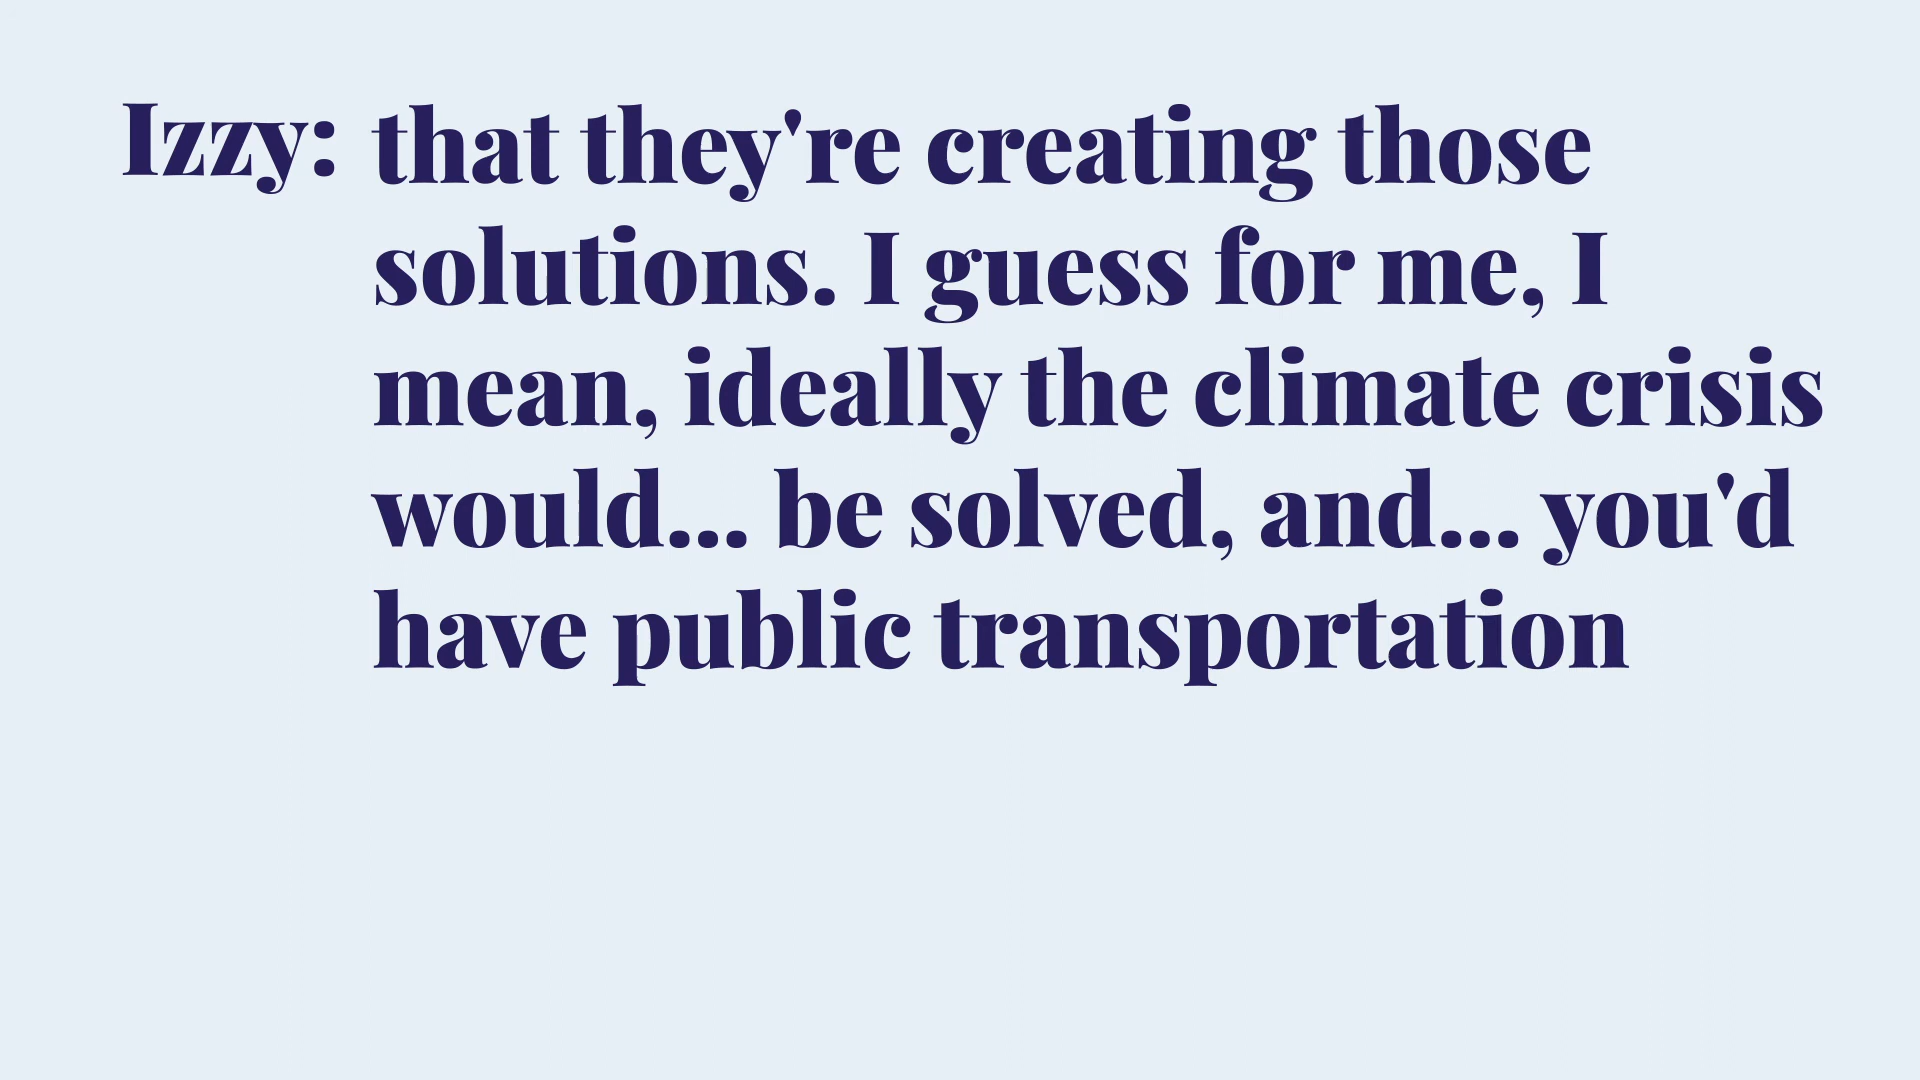 Izzy: that they're creating those
solutions. I guess for me, I
mean, ideally the climate crisis
would... be solved, and... you'd
have public transportation